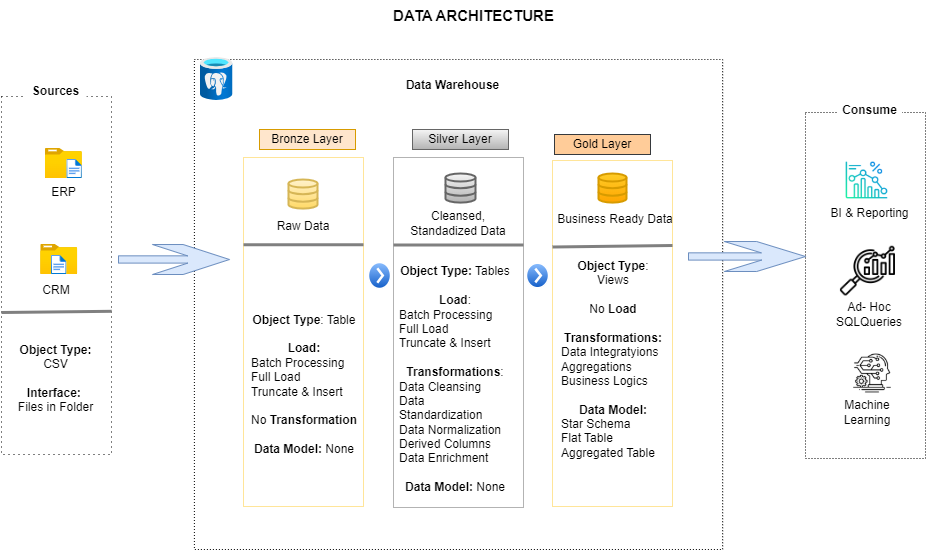 DATA ARCHITECTURE
Sources
ERP
CRM
Object Type:
CSV
Interface:
Files in Folder
Data Warehouse
Bronze Layer
Raw Data
Object Type: Table
Load:
Batch Processing
Full Load
Truncate & Insert
No Transformation
Data Model: None
Silver Layer
Cleansed,
Standadized Data
Object Type: Tables
Load:
Batch Processing
Full Load
Truncate & Insert
Transformations:
Data Cleansing
Data
Standardization
Data Normalization
Derived Columns
Data Enrichment
Data Model: None
Gold Layer
Business Ready Data
Object Type:
Views
No Load
Transformations:
Data Integratyions
Aggregations
Business Logics
Data Model:
Star Schema
Flat Table
Aggregated Table
Consume
BI & Reporting
Ad- Hoc
SQLQueries
Machine
Learning